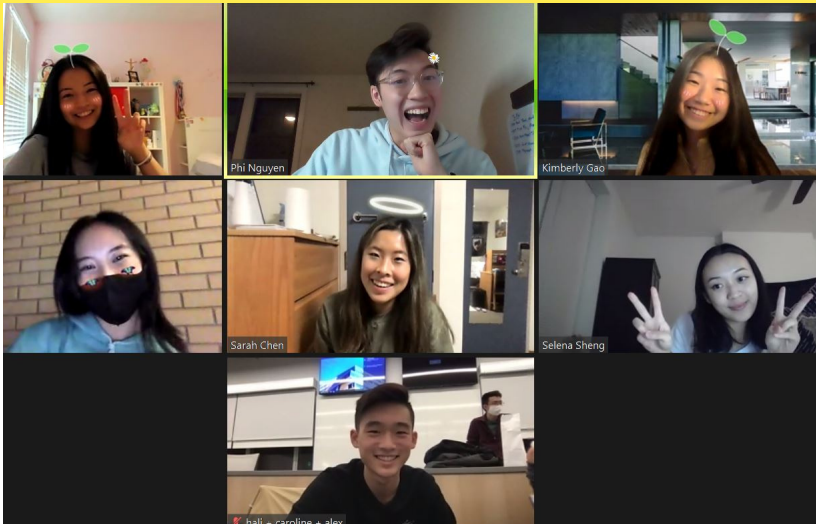 Phi Nguyen
Kimberly Gao
Sarah Chen
Selena Sheng
hali + caroline + alex